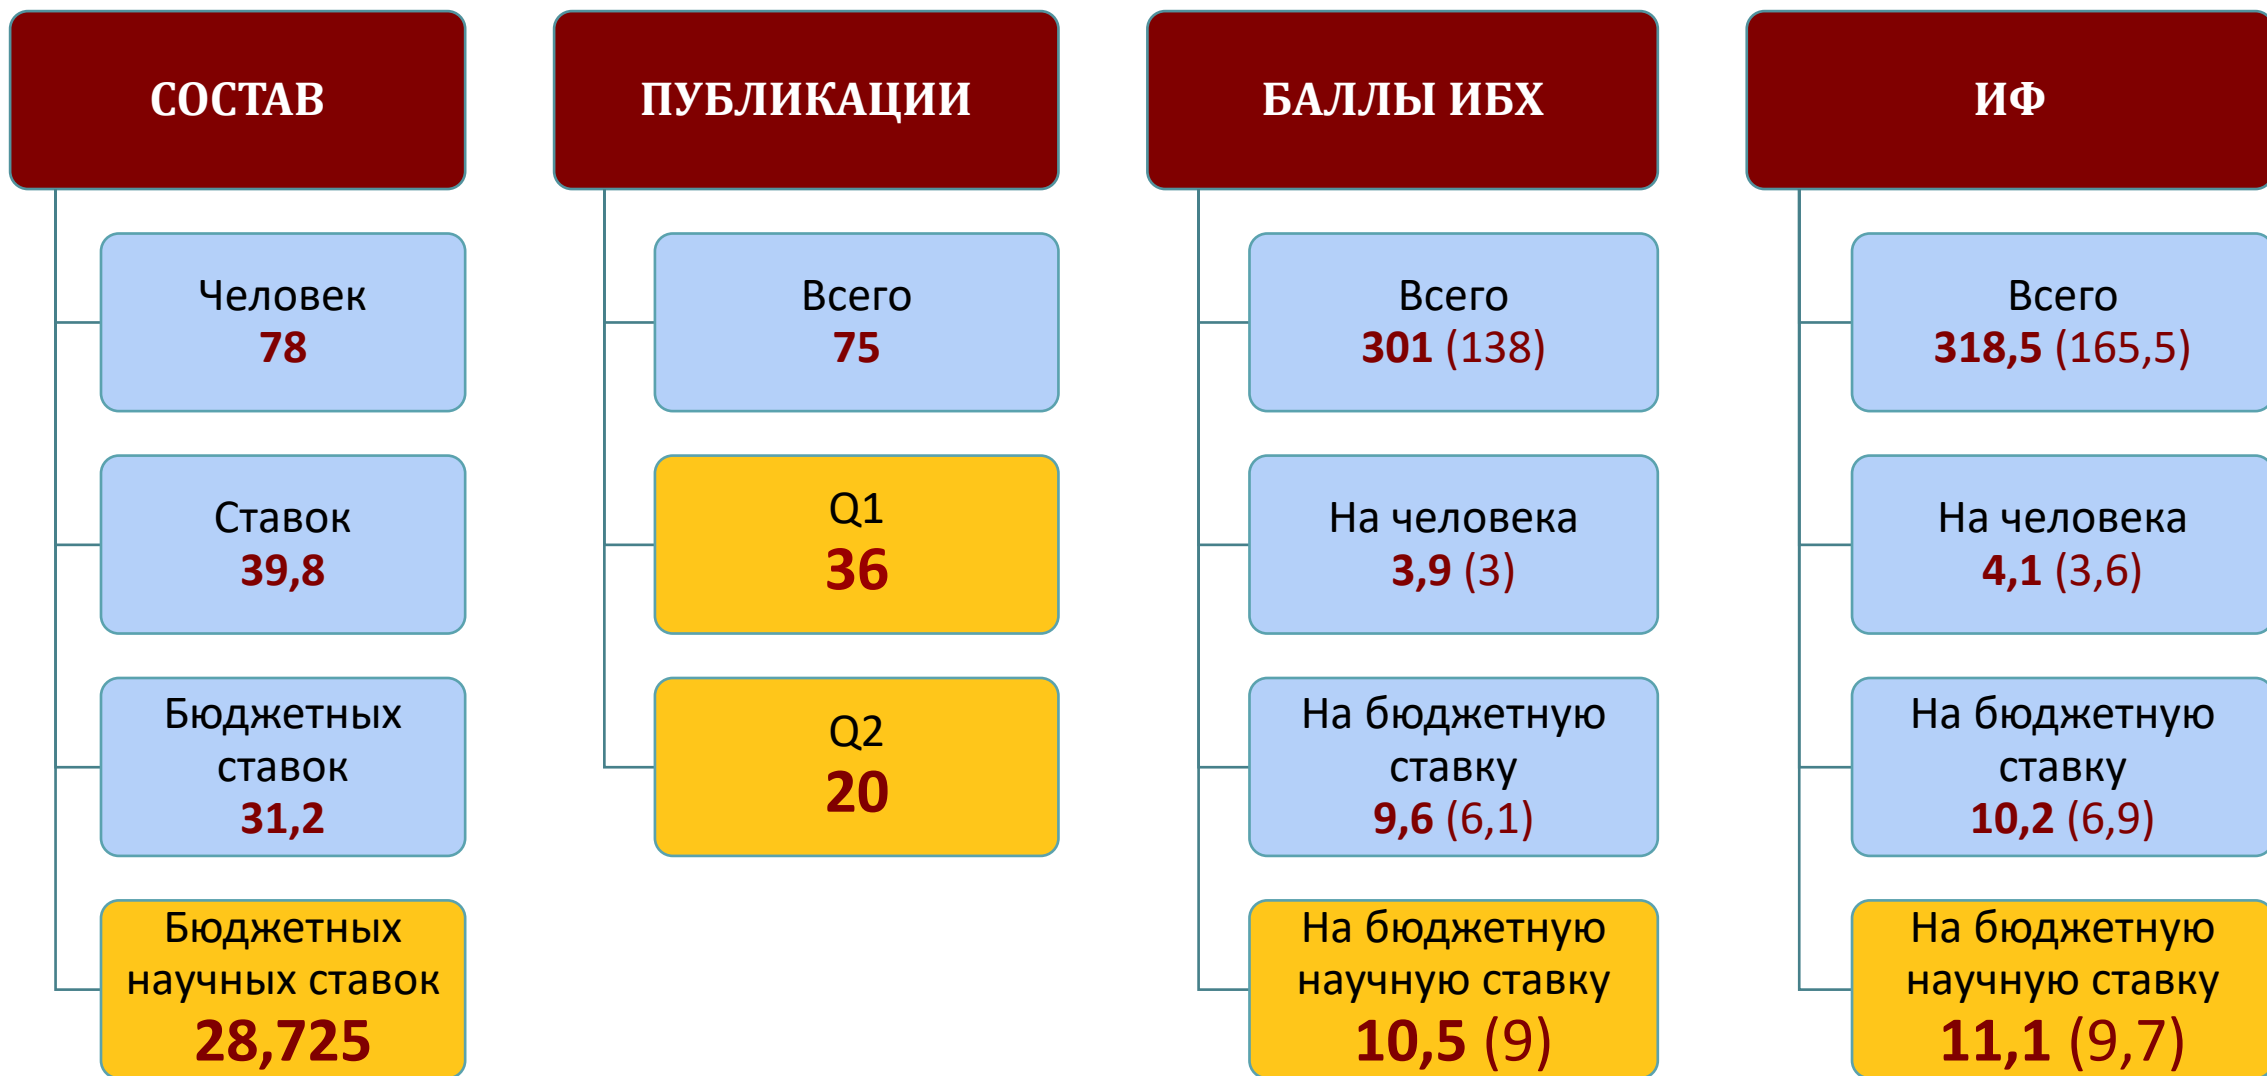 СОСТАВ
Человек
78
Ставок
39,8
Бюджетных
ставок
31,2
Бюджетных
научных ставок
28,725
ПУБЛИКАЦИИ
Всего
75
Q1
36
Q2
20
БАЛЛЫ ИБХ
Всего
301 (138)
На человека
3,9 (3)
На бюджетную
ставку
9,6 (6,1)
На бюджетную
научную ставку
10,5 (9)
ИФ
Всего
318,5 (165,5)
На человека
4,1 (3,6)
На бюджетную
ставку
10,2 (6,9)
На бюджетную
научную ставку
11,1 (9,7)